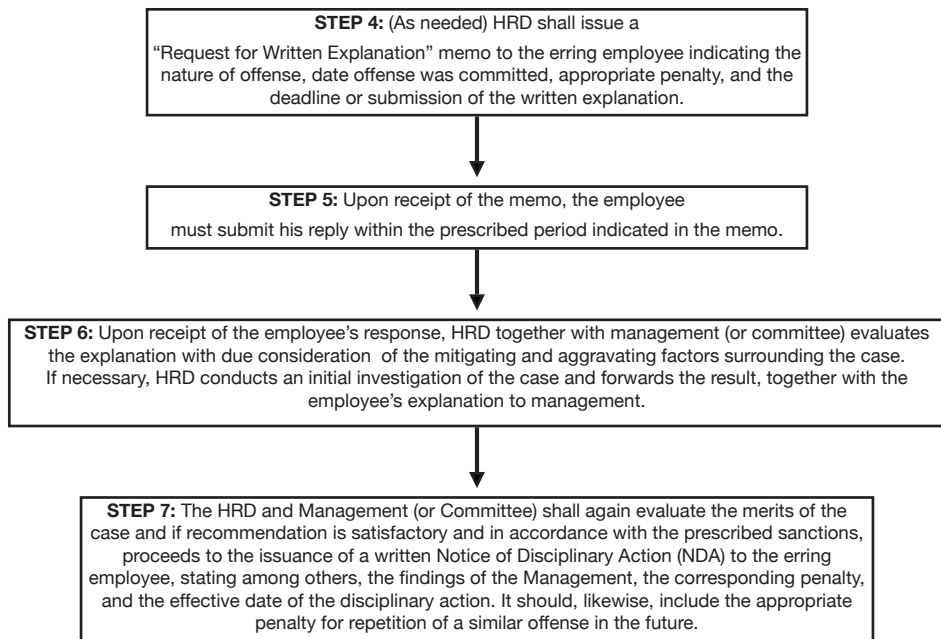 STEP 4: (As needed) HRD shall issue a
“Request for Written Explanation” memo to the erring employee indicating the
nature of offense, date offense was committed, appropriate penalty, and the
deadline or submission of the written explanation.
STEP 5: Upon receipt of the memo, the employee
must submit his reply within the prescribed period indicated in the memo.
STEP 6: Upon receipt of the employee’s response, HRD together with management (or committee) evaluates
the explanation with due consideration of the mitigating and aggravating factors surrounding the case.
If necessary, HRD conducts an initial investigation of the case and forwards the result, together with the
employee’s explanation to management.
STEP 7: The HRD and Management (or Committee) shall again evaluate the merits of the
case and if recommendation is satisfactory and in accordance with the prescribed sanctions,
proceeds to the issuance of a written Notice of Disciplinary Action (NDA) to the erring
employee, stating among others, the findings of the Management, the corresponding penalty,
and the effective date of the disciplinary action. It should, likewise, include the appropriate
penalty for repetition of a similar offense in the future.